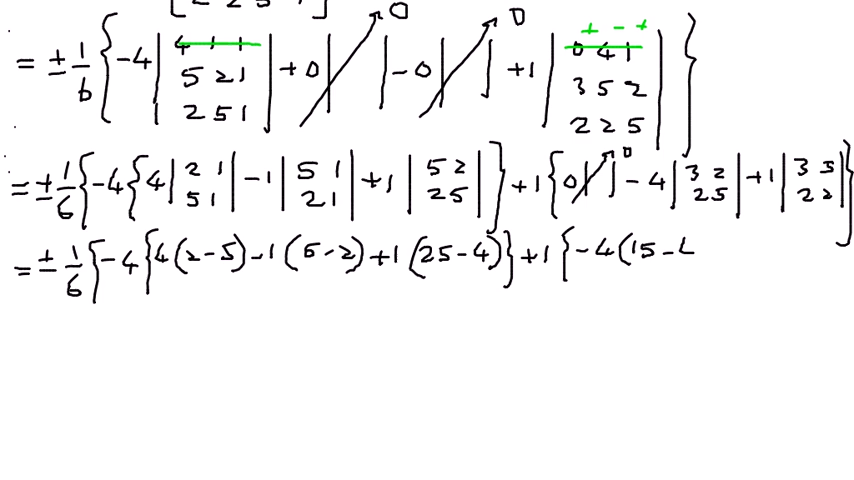 [2 2 5 1]
= ± 1/6 { -4 | 4 1 1 | + 0 | | → 0 - 0 | | → 0 + 1 | 0 4 1 | }
5 2 1
2 5 1
+ - +
3 5 2
2 2 5
= ± 1/6 { -4 { 4 | 2 1 / 5 1 | - 1 | 5 1 / 2 1 | + 1 | 5 2 / 2 5 | } + 1 { 0 | | → 0 - 4 | 3 2 / 2 5 | + 1 | 3 5 / 2 2 | } }
= ± 1/6 { -4 { 4 (2 - 5) - 1 (5 - 2) + 1 (25 - 4) } + 1 { -4 (15 - 4